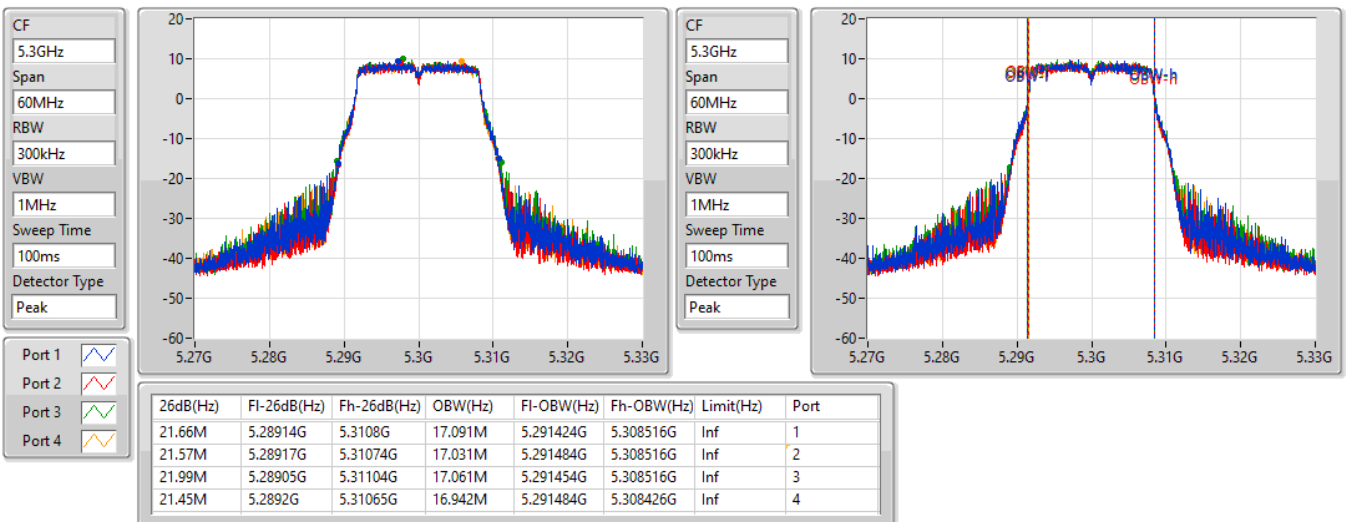 CF
5.3GHz
Span
60MHz
RBW
300kHz
VBW
1MHz
Sweep Time
100ms
Detector Type
Peak
20
10
0
-10
-20
-30
-40
-50
-60
5.27G 5.28G 5.29G 5.3G 5.31G 5.32G 5.33G
CF
5.3GHz
Span
60MHz
RBW
300kHz
VBW
1MHz
Sweep Time
100ms
Detector Type
Peak
20
10
0
-10
-20
-30
-40
-50
-60
OBW-l OBW-h
5.27G 5.28G 5.29G 5.3G 5.31G 5.32G 5.33G
Port 1
Port 2
Port 3
Port 4
26dB(Hz) Fl-26dB(Hz) Fh-26dB(Hz) OBW(Hz) Fl-OBW(Hz) Fh-OBW(Hz) Limit(Hz) Port
21.66M 5.28914G 5.3108G 17.091M 5.291424G 5.308516G Inf 1
21.57M 5.28917G 5.31074G 17.031M 5.291484G 5.308516G Inf 2
21.99M 5.28905G 5.31104G 17.061M 5.291454G 5.308516G Inf 3
21.45M 5.2892G 5.31065G 16.942M 5.291484G 5.308426G Inf 4